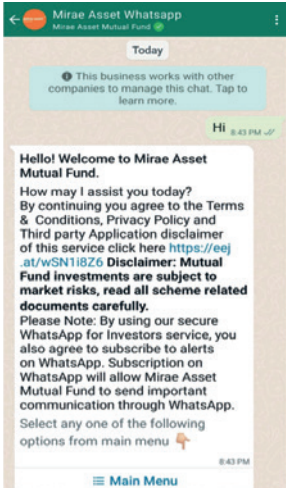 Mirae Asset Whatsapp
Mirae Asset Mutual Fund
Today
This business works with other
companies to manage this chat. Tap to
learn more.
Hi 8:43 PM
Hello! Welcome to Mirae Asset
Mutual Fund.
How may I assist you today?
By continuing you agree to the Terms
& Conditions, Privacy Policy and
Third party Application disclaimer
of this service click here https://eej
.at/wSN1i8Z6 Disclaimer: Mutual
Fund investments are subject to
market risks, read all scheme related
documents carefully.
Please Note: By using our secure
WhatsApp for Investors service, you
also agree to subscribe to alerts
on WhatsApp. Subscription on
WhatsApp will allow Mirae Asset
Mutual Fund to send important
communication through WhatsApp.
Select any one of the following
options from main menu 👇🏼
8:43 PM
Main Menu